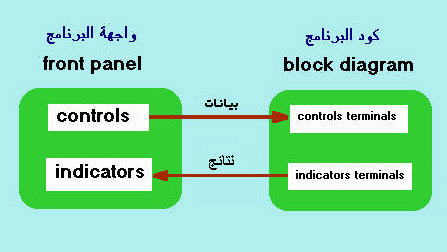 واجهة البرنامج
كود البرنامج
front panel
block diagram
controls
بيانات
controls terminals
indicators
نتائج
indicators terminals